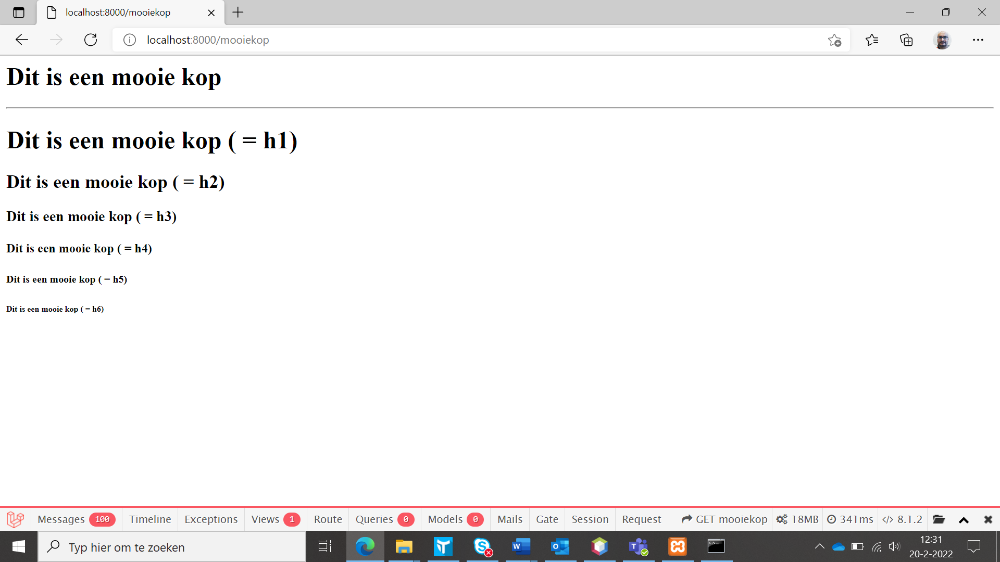 localhost:8000/mooiekop
localhost:8000/mooiekop
Dit is een mooie kop
Dit is een mooie kop ( = h1)
Dit is een mooie kop ( = h2)
Dit is een mooie kop ( = h3)
Dit is een mooie kop ( = h4)
Dit is een mooie kop ( = h5)
Dit is een mooie kop ( = h6)
Messages 100 Timeline Exceptions Views 1 Route Queries 0 Models 0 Mails Gate Session Request GET mooiekop 18MB 341ms </> 8.1.2
Typ hier om te zoeken
12:31
20-2-2022